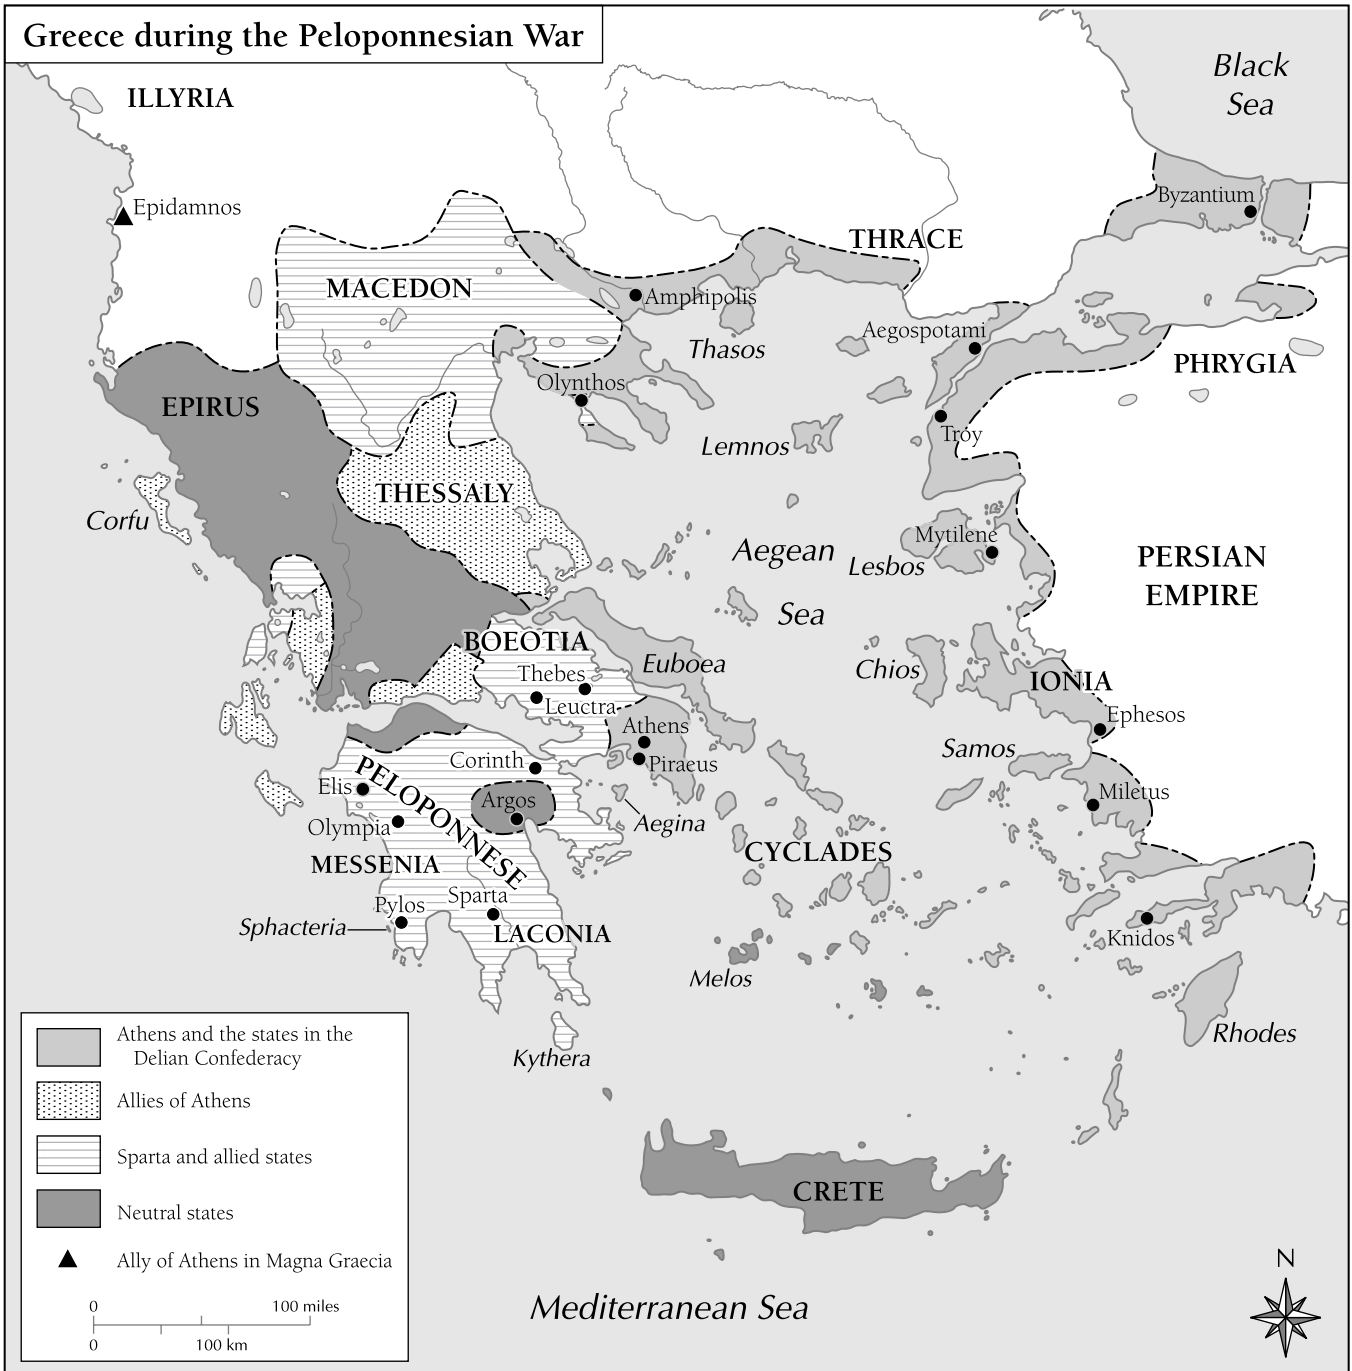 Greece during the Peloponnesian War
Black
Sea
ILLYRIA
Epidamnos
Byzantium
THRACE
MACEDON
Amphipolis
Aegospotami
Thasos
PHRYGIA
Olynthos
EPIRUS
Troy
Lemnos
THESSALY
Corfu
Mytilene
Aegean
Sea
Lesbos
PERSIAN
EMPIRE
BOEOTIA
Euboea
Chios
Thebes
IONIA
Leuctra
Ephesos
Athens
Samos
Corinth
Piraeus
PELOPONNESE
Elis
Argos
Miletus
Olympia
Aegina
CYCLADES
MESSENIA
Sparta
Pylos
Sphacteria
LACONIA
Knidos
Melos
Rhodes
Kythera
CRETE
Mediterranean Sea
N
Athens and the states in the
Delian Confederacy
Allies of Athens
Sparta and allied states
Neutral states
Ally of Athens in Magna Graecia
0 100 miles
0 100 km